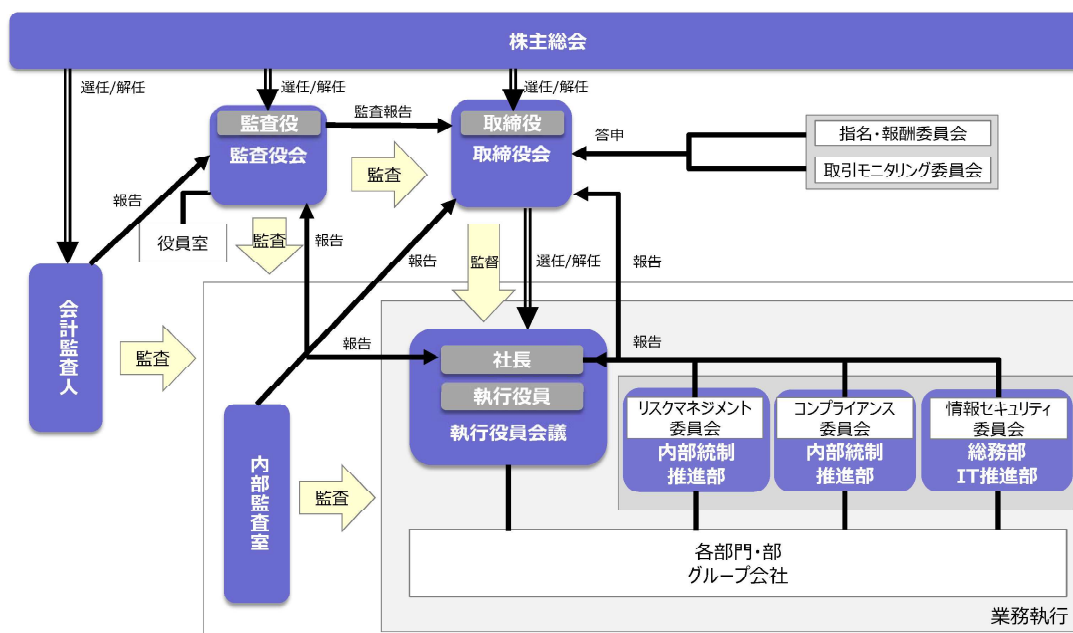 株主総会
選任/解任
選任/解任
選任/解任
監査役
監査役会
監査報告
取締役
取締役会
答申
指名・報酬委員会
取引モニタリング委員会
監査
報告
役員室
監査
報告
報告
監督
選任/解任
報告
会計監査人
監査
報告
社長
執行役員
執行役員会議
報告
リスクマネジメント
委員会
内部統制
推進部
コンプライアンス
委員会
内部統制
推進部
情報セキュリティ
委員会
総務部
IT推進部
内部監査室
監査
各部門・部
グループ会社
業務執行